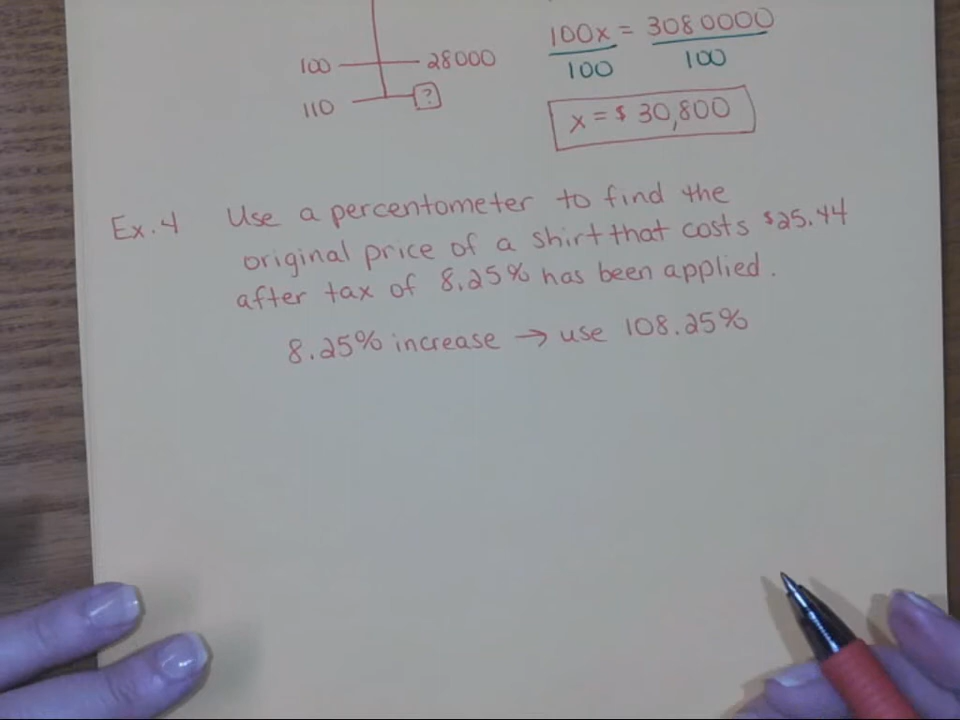 100x = 3080000
100 28000
100 100
110 ?
x = $ 30,800
Ex. 4 Use a percentometer to find the
original price of a shirt that costs $25.44
after tax of 8.25% has been applied.
8.25% increase → use 108.25%